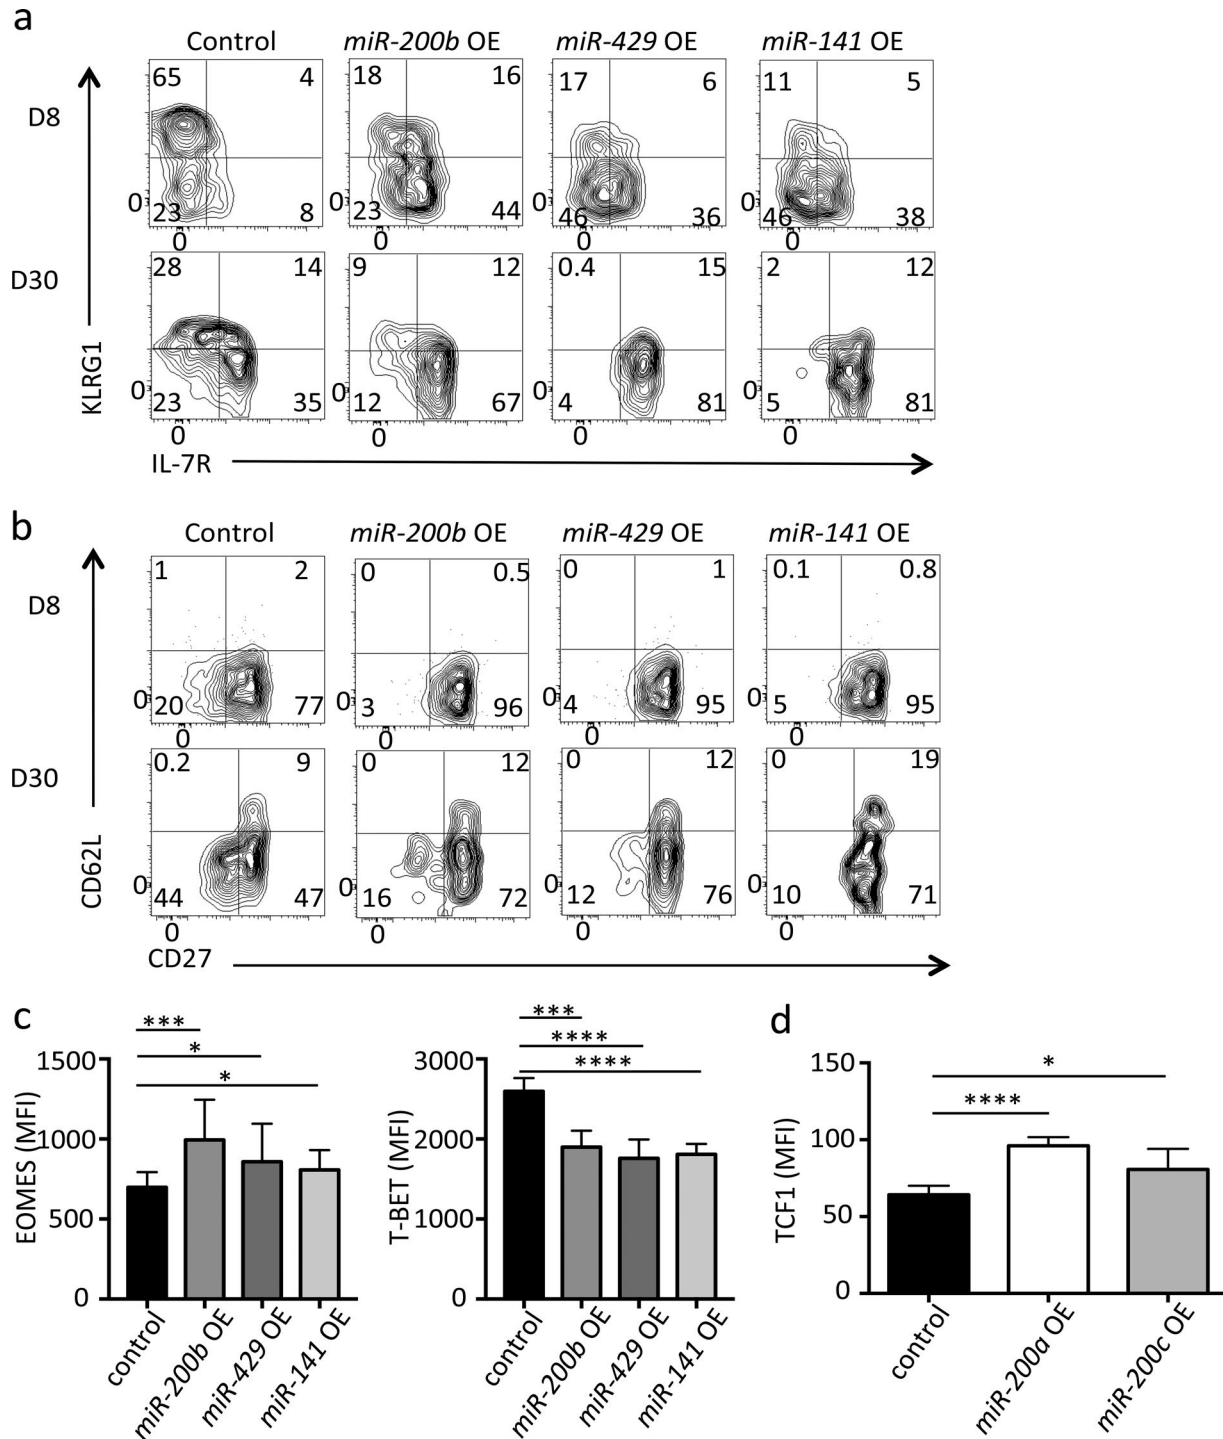 a
Control miR-200b OE miR-429 OE miR-141 OE
D8
65 4 18 16 17 6 11 5
0 0 0 0
23 8 23 44 46 36 46 38
0 0 0 0
D30
28 14 9 12 0.4 15 2 12
0 0 0 0
23 35 12 67 4 81 5 81
0 0 0 0
KLRG1
IL-7R
b
Control miR-200b OE miR-429 OE miR-141 OE
D8
1 2 0 0.5 0 1 0.1 0.8
0 0 0 0
20 77 3 96 4 95 5 95
0 0 0 0
D30
0.2 9 0 12 0 12 0 19
0 0 0 0
44 47 16 72 12 76 10 71
0 0 0 0
CD62L
CD27
c
***
*
*
1500
1000
500
0
EOMES (MFI)
control
miR-200b OE
miR-429 OE
miR-141 OE
***
****
****
3000
2000
1000
0
T-BET (MFI)
control
miR-200b OE
miR-429 OE
miR-141 OE
d
*
****
150
100
50
0
TCF1 (MFI)
control
miR-200a OE
miR-200c OE